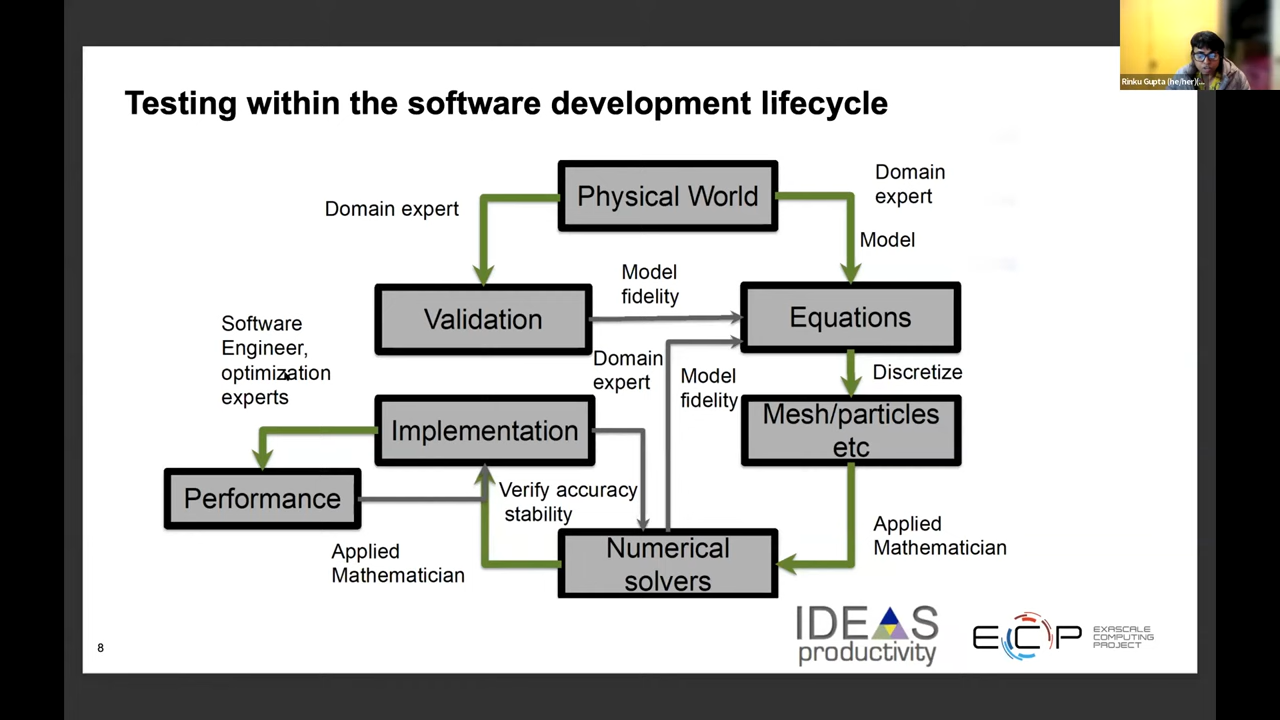 Rinku Gupta (he/her)(...
Testing within the software development lifecycle
Physical World
Domain
expert
Domain expert
Model
Model
fidelity
Validation
Equations
Software
Engineer,
optimization
experts
Domain
expert
Model
fidelity
Discretize
Implementation
Mesh/particles
etc
Performance
Verify accuracy
stability
Applied
Mathematician
Applied
Mathematician
Numerical
solvers
8
IDEAS
productivity
ECP
EXASCALE
COMPUTING
PROJECT